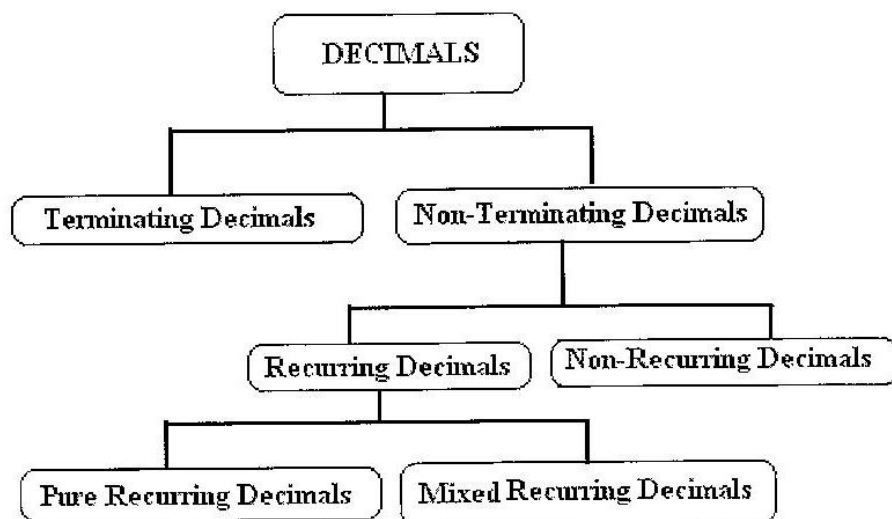 DECIMALS
Terminating Decimals
Non-Terminating Decimals
Recurring Decimals
Non-Recurring Decimals
Pure Recurring Decimals
Mixed Recurring Decimals